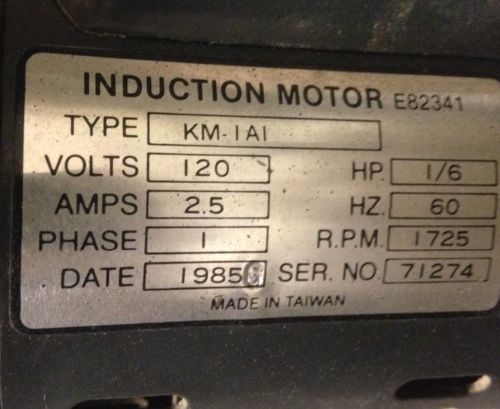 INDUCTION MOTOR E82341
TYPE KM-1A1
VOLTS 120 HP. 1/6
AMPS 2.5 HZ. 60
PHASE 1 R.P.M. 1725
DATE 19856 SER. NO. 71274
MADE IN TAIWAN